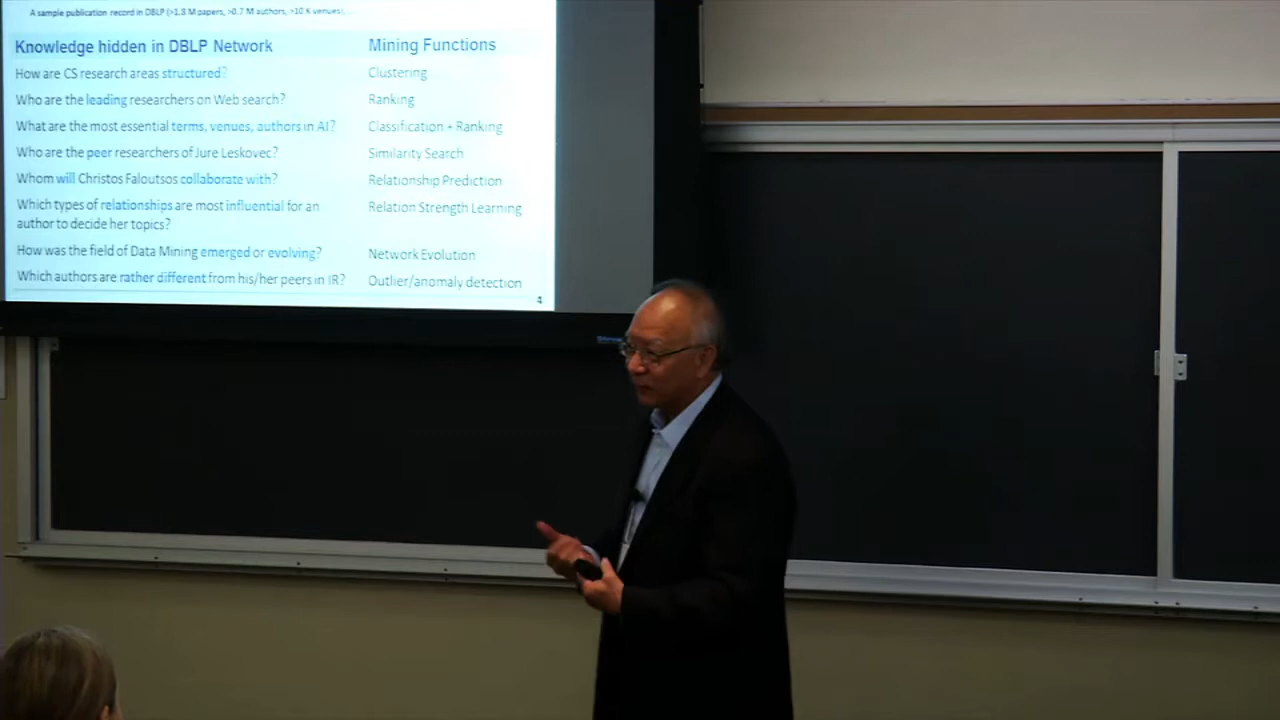 A sample publication record in DBLP (>1.8 M papers, >0.7 M authors, >10 K venues), …
Knowledge hidden in DBLP Network Mining Functions
How are CS research areas structured? Clustering
Who are the leading researchers on Web search? Ranking
What are the most essential terms, venues, authors in AI? Classification + Ranking
Who are the peer researchers of Jure Leskovec? Similarity Search
Whom will Christos Faloutsos collaborate with? Relationship Prediction
Which types of relationships are most influential for an Relation Strength Learning
author to decide her topics?
How was the field of Data Mining emerged or evolving? Network Evolution
Which authors are rather different from his/her peers in IR? Outlier/anomaly detection
4